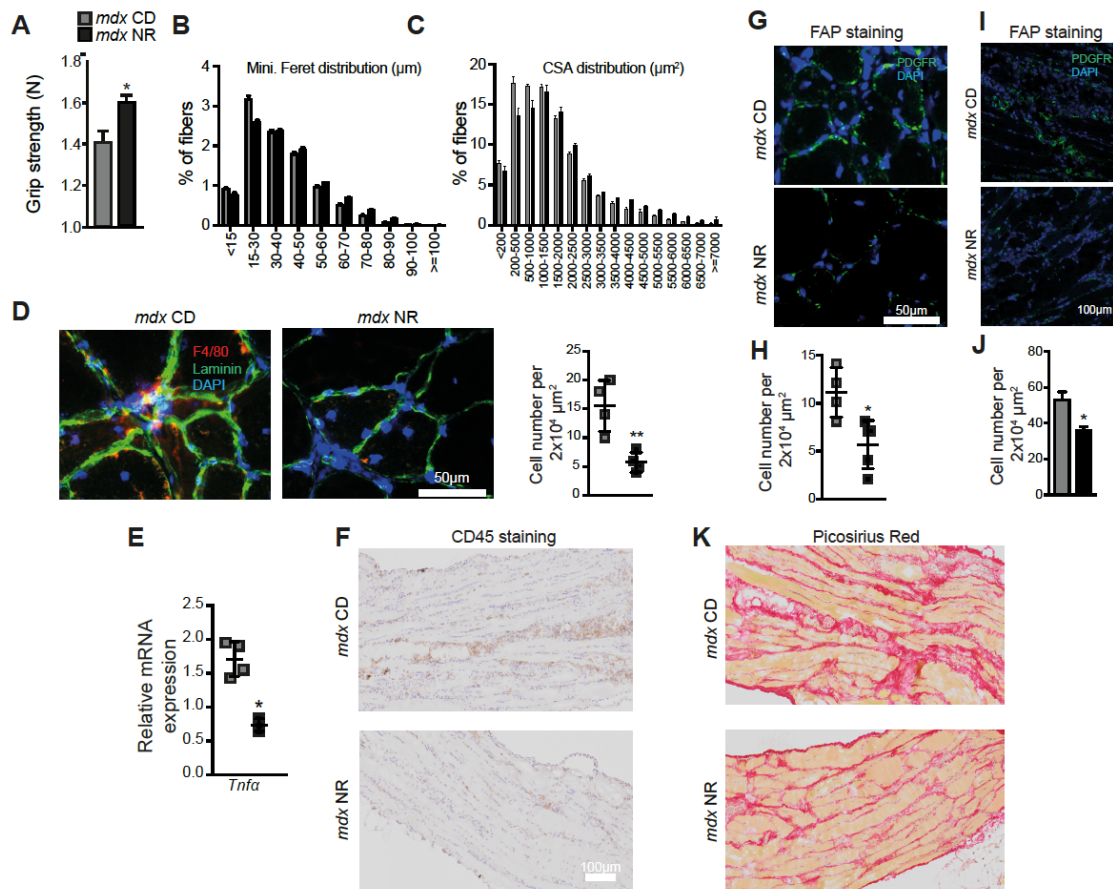 A
mdx CD
mdx NR
Grip strength (N)
1.8
1.6
1.4
1.2
1.0
*
B
Mini. Feret distribution (µm)
% of fibers
4
3
2
1
0
<15
15-30
30-40
40-50
50-60
60-70
70-80
80-90
90-100
>=100
C
CSA distribution (µm²)
% of fibers
20
15
10
5
0
<200
200-500
500-1000
1000-1500
1500-2000
2000-2500
2500-3000
3000-3500
3500-4000
4000-4500
4500-5000
5000-5500
5500-6000
6000-6500
6500-7000
>=7000
D
mdx CD
mdx NR
F4/80
Laminin
DAPI
50µm
Cell number per
2x10⁴ µm²
25
20
15
10
5
0
**
E
Relative mRNA
expression
2.5
2.0
1.5
1.0
0.5
0.0
*
Tnfα
F
CD45 staining
mdx CD
mdx NR
100µm
G
FAP staining
PDGFR
DAPI
mdx CD
mdx NR
50µm
H
Cell number per
2x10⁴ µm²
15
10
5
0
*
I
FAP staining
PDGFR
DAPI
mdx CD
mdx NR
100µm
J
Cell number per
2x10⁴ µm²
80
60
40
20
0
*
K
Picosirius Red
mdx CD
mdx NR